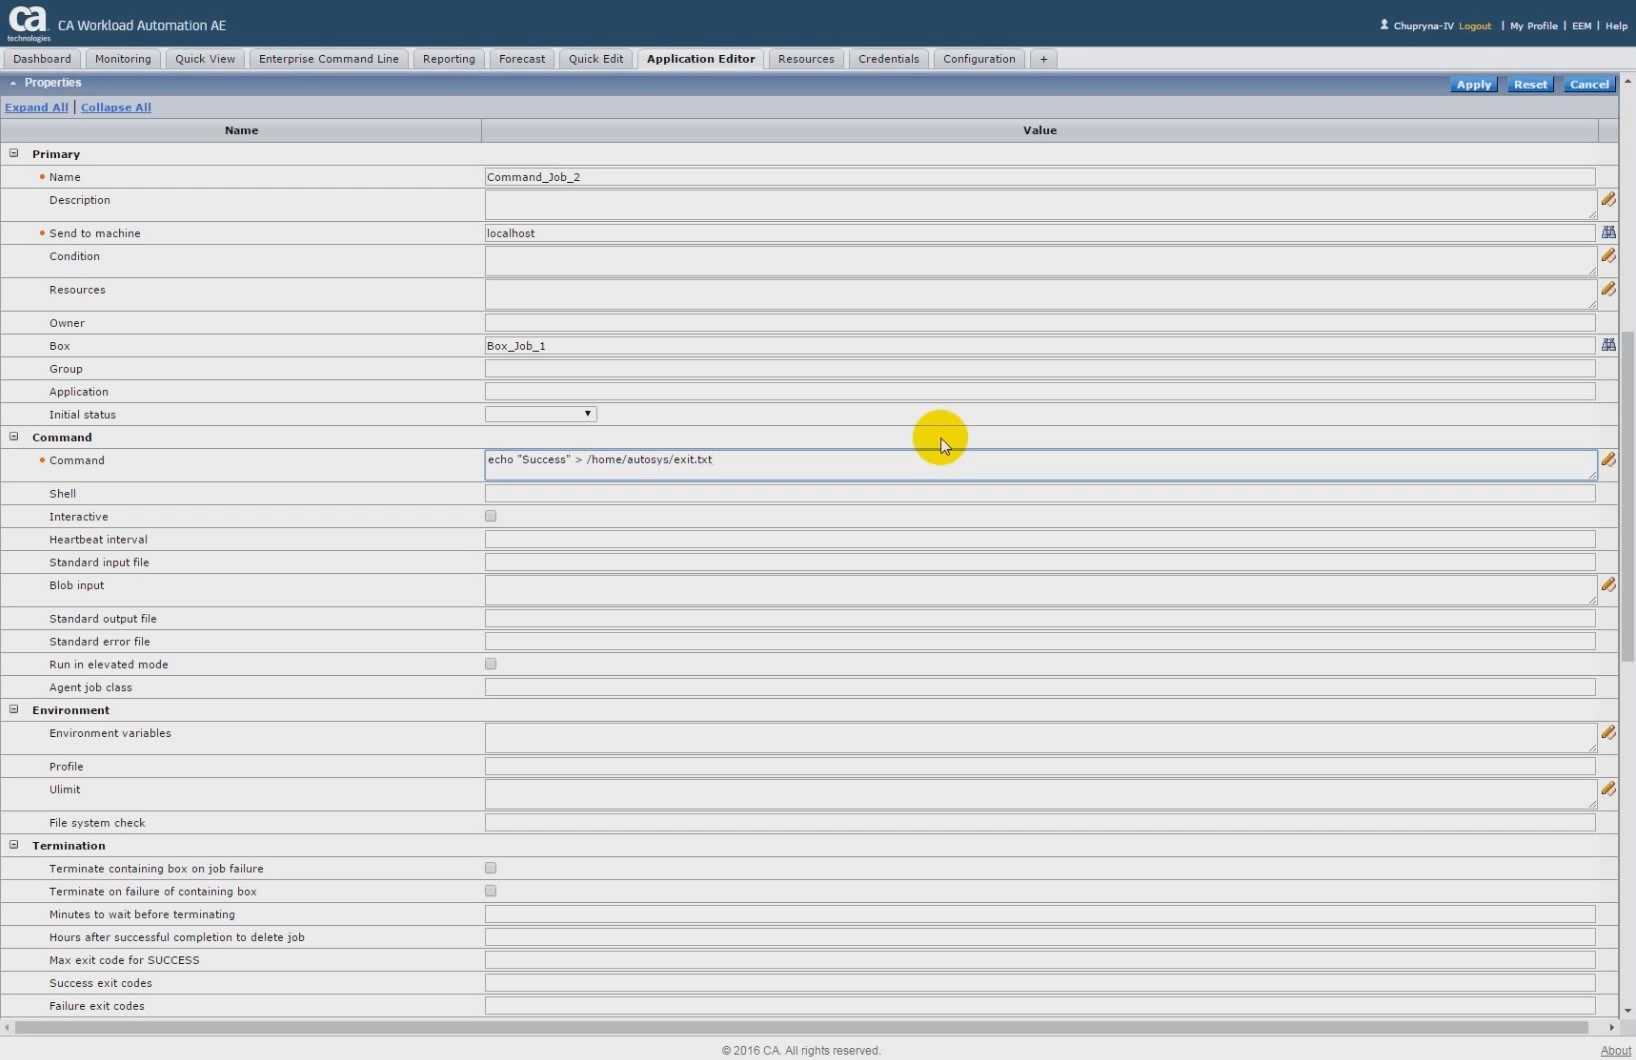 ca technologies CA Workload Automation AE Chupryna-IV Logout | My Profile | EEM | Help
Dashboard Monitoring Quick View Enterprise Command Line Reporting Forecast Quick Edit Application Editor Resources Credentials Configuration +
Properties Apply Reset Cancel
Expand All | Collapse All
Name Value
Primary
Name Command_Job_2
Description
Send to machine localhost
Condition
Resources
Owner
Box Box_Job_1
Group
Application
Initial status
Command
Command echo "Success" > /home/autosys/exit.txt
Shell
Interactive
Heartbeat interval
Standard input file
Blob input
Standard output file
Standard error file
Run in elevated mode
Agent job class
Environment
Environment variables
Profile
Ulimit
File system check
Termination
Terminate containing box on job failure
Terminate on failure of containing box
Minutes to wait before terminating
Hours after successful completion to delete job
Max exit code for SUCCESS
Success exit codes
Failure exit codes
© 2016 CA. All rights reserved. About